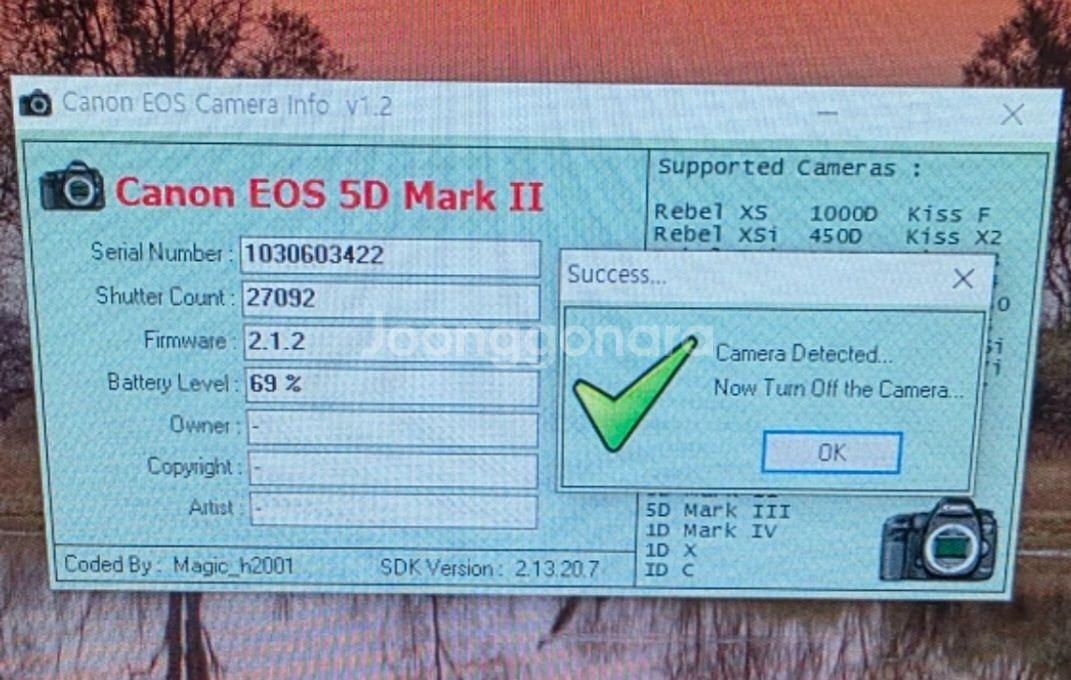 Canon EOS Camera Info v1.2
Canon EOS 5D Mark II
Serial Number : 1030603422
Shutter Count : 27092
Firmware : 2.1.2
Battery Level : 69 %
Owner : -
Copyright : -
Artist : -
Coded By : Magic_h2001
SDK Version : 2.13.20.7
Supported Cameras :
Rebel XS 1000D Kiss F
Rebel XSi 450D Kiss X2
Success...
Camera Detected...
Now Turn Off the Camera...
OK
5D Mark III
1D Mark IV
1D X
1D C
Joonggonara